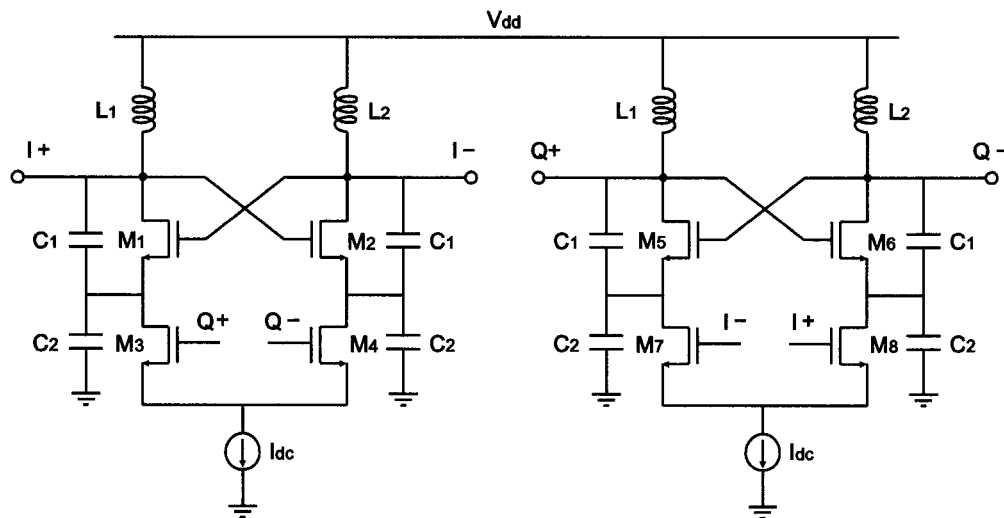 Vdd
L1 L2 L1 L2
I+ I− Q+ Q−
C1 M1 M2 C1 C1 M5 M6 C1
Q+ Q− I− I+
C2 M3 M4 C2 C2 M7 M8 C2
Idc Idc